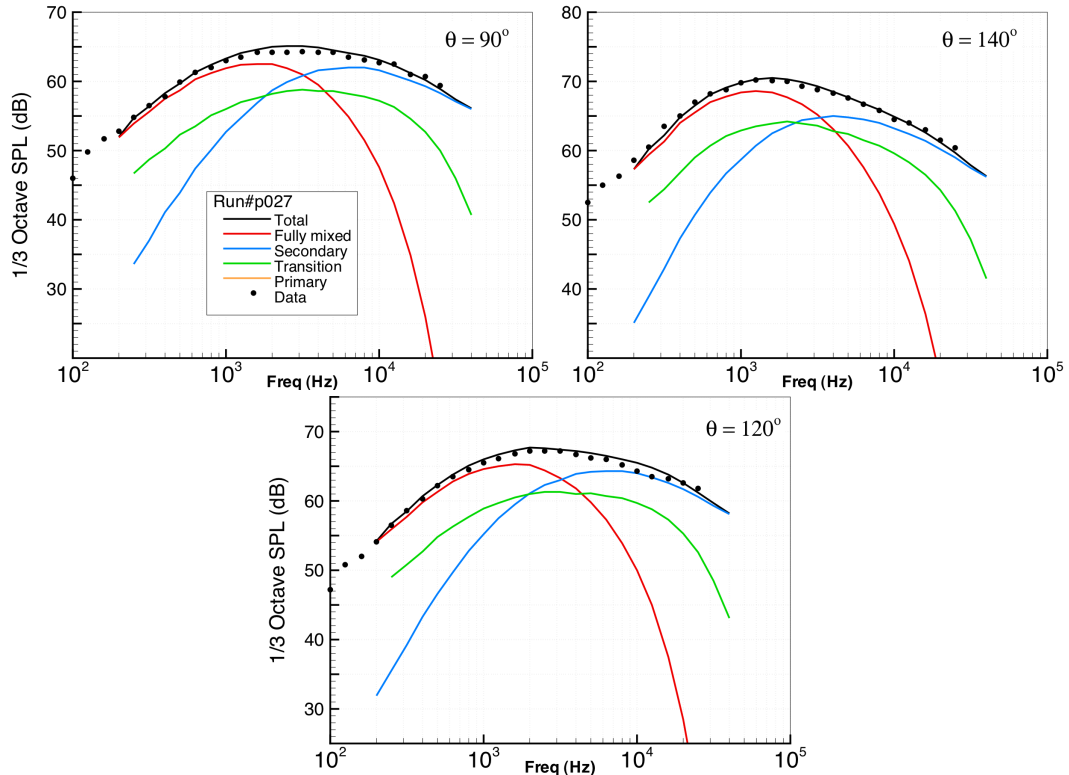 70
60
50
40
30
1/3 Octave SPL (dB)
θ = 90°
Run#p027
Total
Fully mixed
Secondary
Transition
Primary
Data
10²
10³
10⁴
10⁵
Freq (Hz)
80
70
60
50
40
θ = 140°
10²
10³
10⁴
10⁵
Freq (Hz)
70
60
50
40
30
1/3 Octave SPL (dB)
θ = 120°
10²
10³
10⁴
10⁵
Freq (Hz)